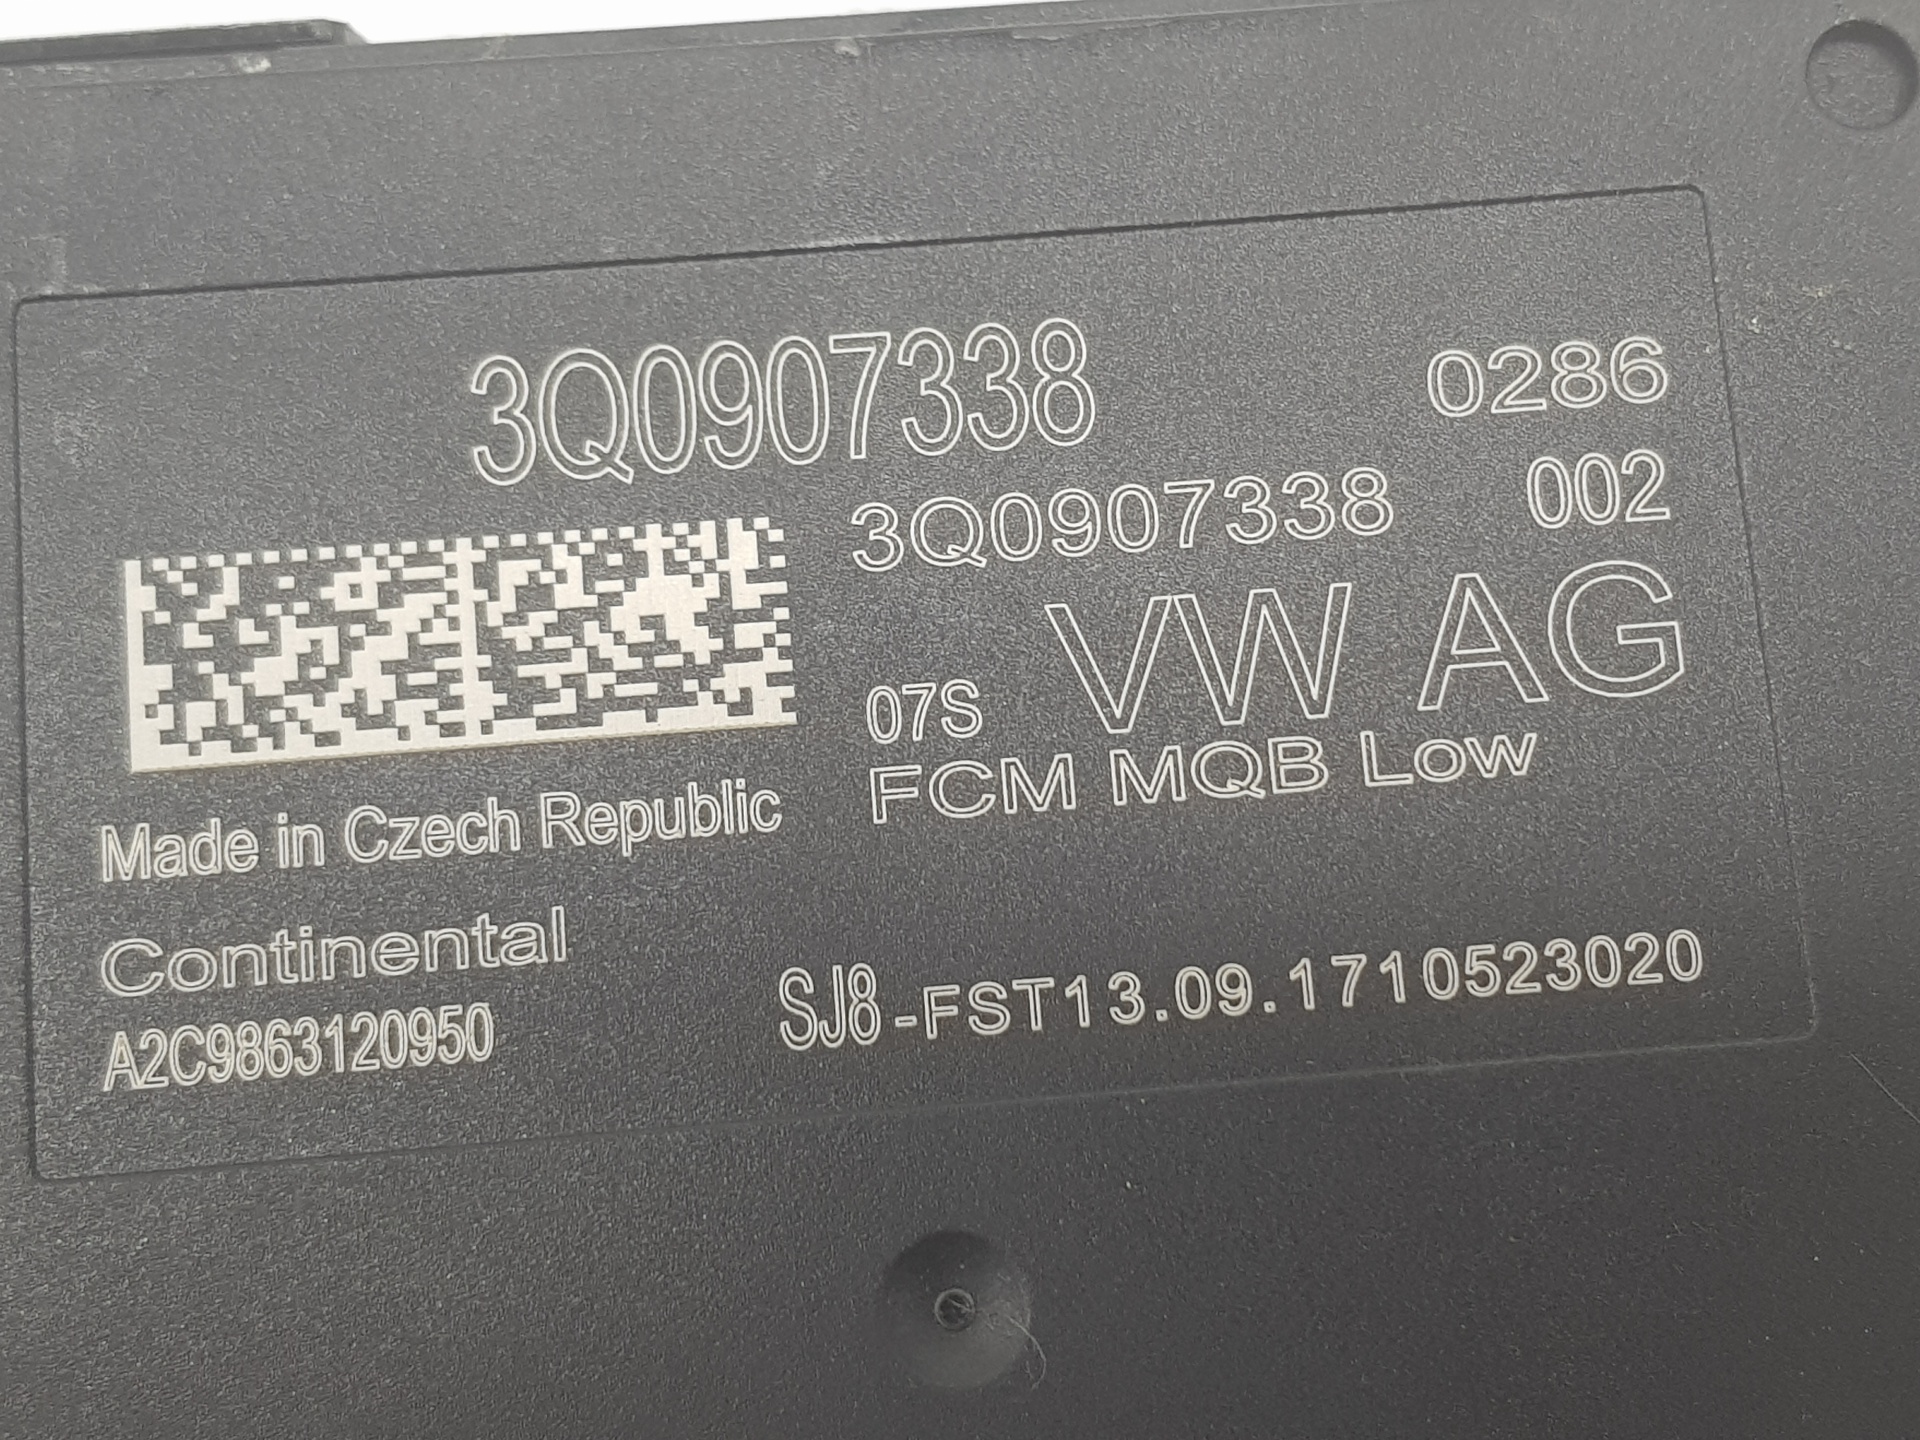 3Q0907338 0286
3Q0907338 002
07S VW AG
FCM MQB Low
Made in Czech Republic
Continental
A2C9863120950
SJ8-FST13.09.1710523020